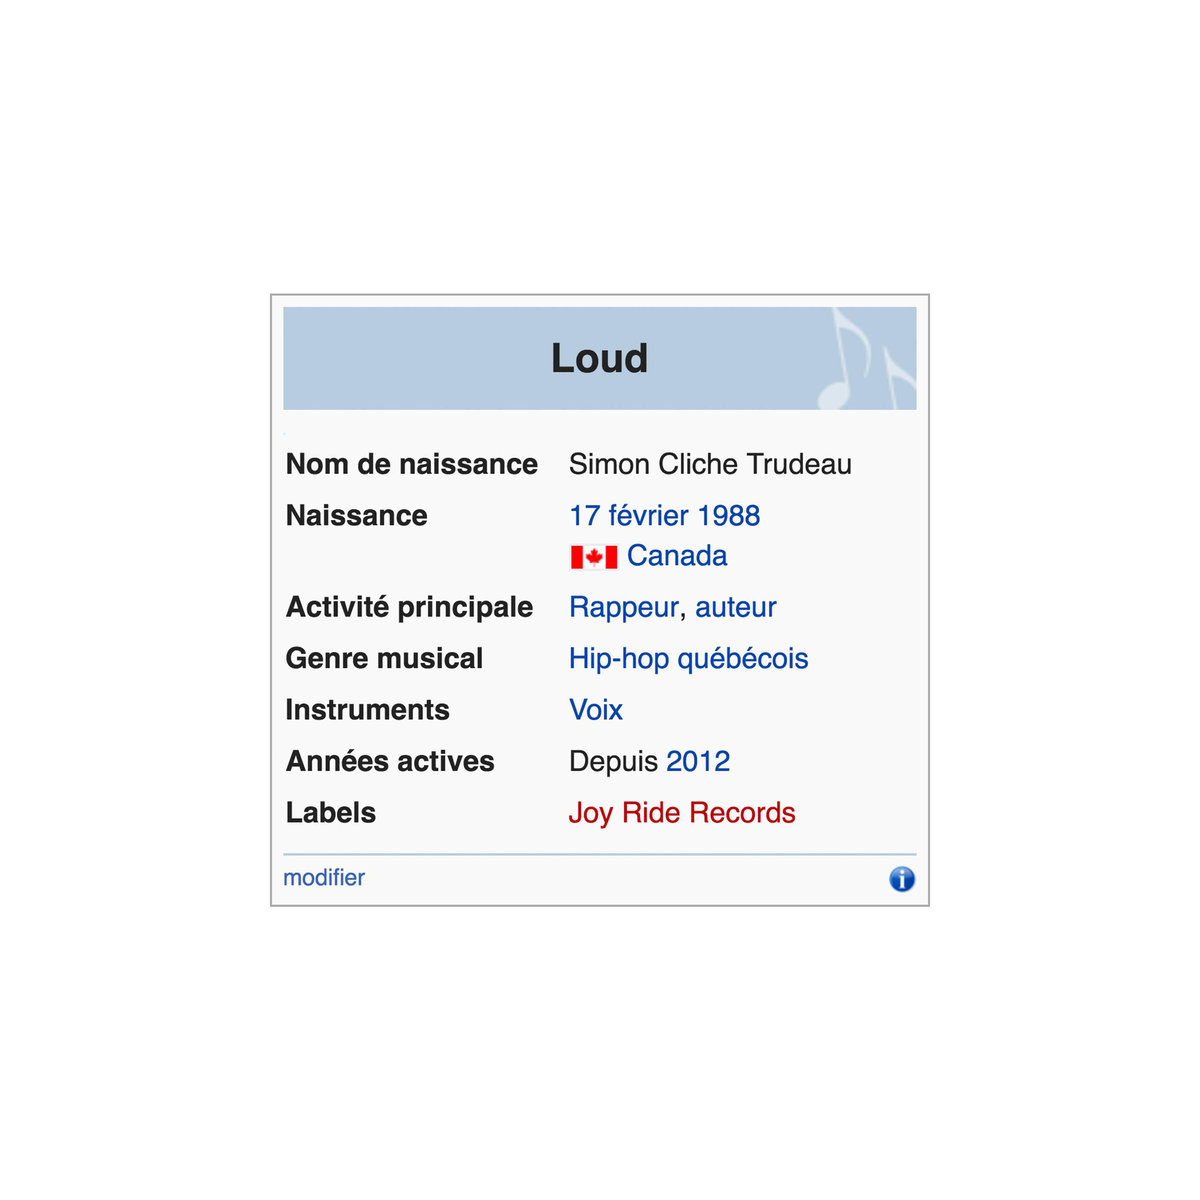 Loud
Nom de naissance Simon Cliche Trudeau
Naissance 17 février 1988
Canada
Activité principale Rappeur, auteur
Genre musical Hip-hop québécois
Instruments Voix
Années actives Depuis 2012
Labels Joy Ride Records
modifier i